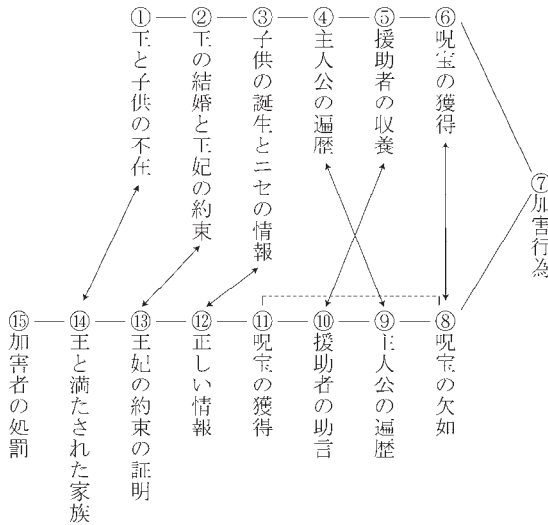 ①王と子供の不在
②王の結婚と王妃の約束
③子供の誕生とニセの情報
④主人公の遍歴
⑤援助者の収養
⑥呪宝の獲得
⑦加害行為
⑧呪宝の欠如
⑨主人公の遍歴
⑩援助者の助言
⑪呪宝の獲得
⑫正しい情報
⑬王妃の約束の証明
⑭王と満たされた家族
⑮加害者の処罰